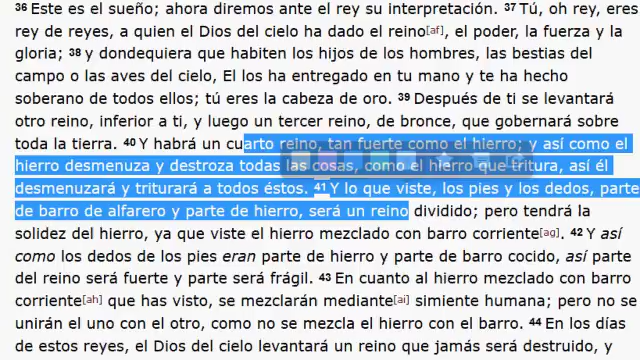 36 Este es el sueño; ahora diremos ante el rey su interpretación. 37 Tú, oh rey, eres
rey de reyes, a quien el Dios del cielo ha dado el reino[af], el poder, la fuerza y la
gloria; 38 y dondequiera que habiten los hijos de los hombres, las bestias del
campo o las aves del cielo, El los ha entregado en tu mano y te ha hecho
soberano de todos ellos; tú eres la cabeza de oro. 39 Después de ti se levantará
otro reino, inferior a ti, y luego un tercer reino, de bronce, que gobernará sobre
toda la tierra. 40 Y habrá un cuarto reino, tan fuerte como el hierro; y así como el
hierro desmenuza y destroza todas las cosas, como el hierro que tritura, así él
desmenuzará y triturará a todos éstos. 41 Y lo que viste, los pies y los dedos, parte
de barro de alfarero y parte de hierro, será un reino dividido; pero tendrá la
solidez del hierro, ya que viste el hierro mezclado con barro corriente[ag]. 42 Y así
como los dedos de los pies eran parte de hierro y parte de barro cocido, así parte
del reino será fuerte y parte será frágil. 43 En cuanto al hierro mezclado con barro
corriente[ah] que has visto, se mezclarán mediante[ai] simiente humana; pero no se
unirán el uno con el otro, como no se mezcla el hierro con el barro. 44 En los días
de estos reyes, el Dios del cielo levantará un reino que jamás será destruido, y